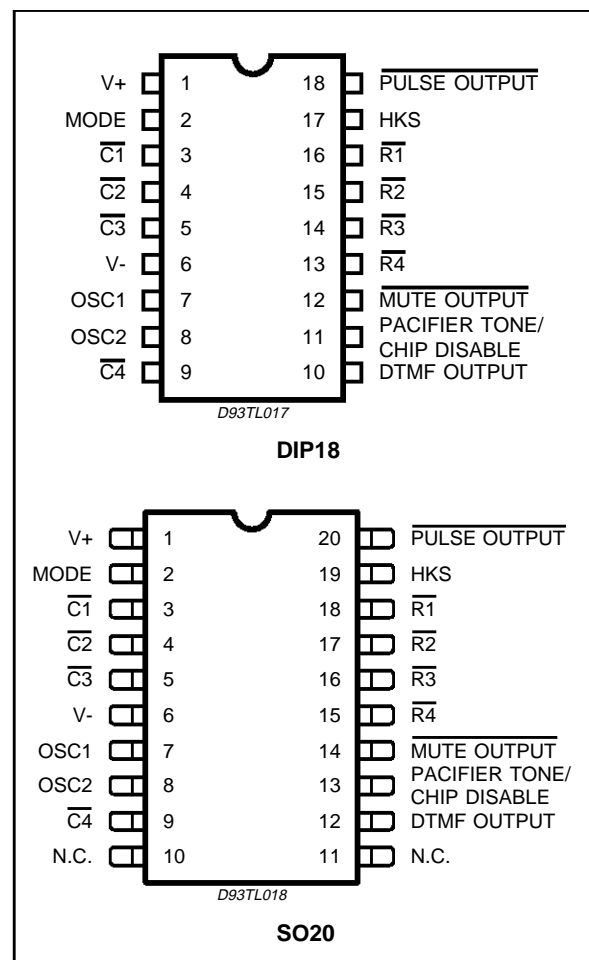 V+ 1 18 PULSE OUTPUT
MODE 2 17 HKS
C1 3 16 R1
C2 4 15 R2
C3 5 14 R3
V- 6 13 R4
OSC1 7 12 MUTE OUTPUT
OSC2 8 11 PACIFIER TONE/
CHIP DISABLE
C4 9 10 DTMF OUTPUT
D93TL017
DIP18
V+ 1 20 PULSE OUTPUT
MODE 2 19 HKS
C1 3 18 R1
C2 4 17 R2
C3 5 16 R3
V- 6 15 R4
OSC1 7 14 MUTE OUTPUT
OSC2 8 13 PACIFIER TONE/
CHIP DISABLE
C4 9 12 DTMF OUTPUT
N.C. 10 11 N.C.
D93TL018
SO20